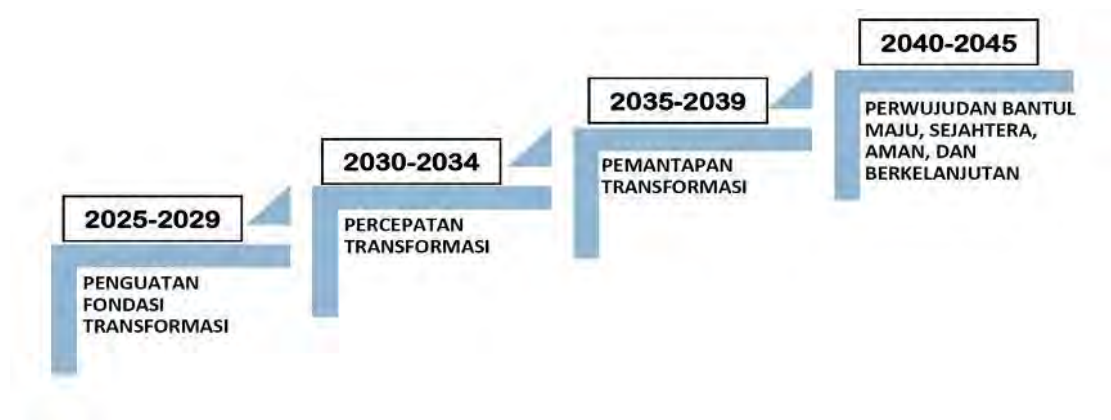 2025-2029
PENGUATAN
FONDASI
TRANSFORMASI
2030-2034
PERCEPATAN
TRANSFORMASI
2035-2039
PEMANTAPAN
TRANSFORMASI
2040-2045
PERWUJUDAN BANTUL
MAJU, SEJAHTERA,
AMAN, DAN
BERKELANJUTAN